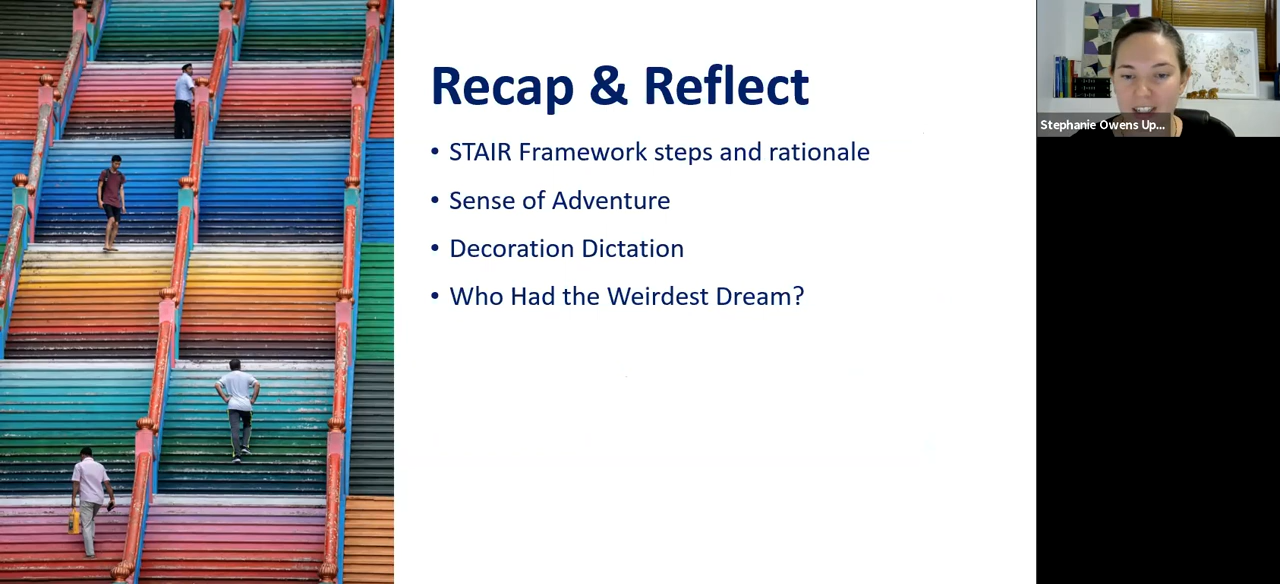 Recap & Reflect
• STAIR Framework steps and rationale
• Sense of Adventure
• Decoration Dictation
• Who Had the Weirdest Dream?
Stephanie Owens Up...